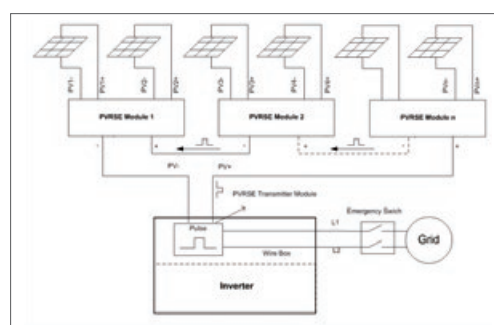 PV1- PV1+ PV2- PV2+ PV3- PV3+ PV4- PV4+ PVn- PVn+
PVRSE Module 1
PVRSE Module 2
PVRSE Module n
- + - + - +
PV- PV+
PVRSE Transmitter Module
Pulse
Emergency Swich
L1
L2
Grid
Wire Box
Inverter